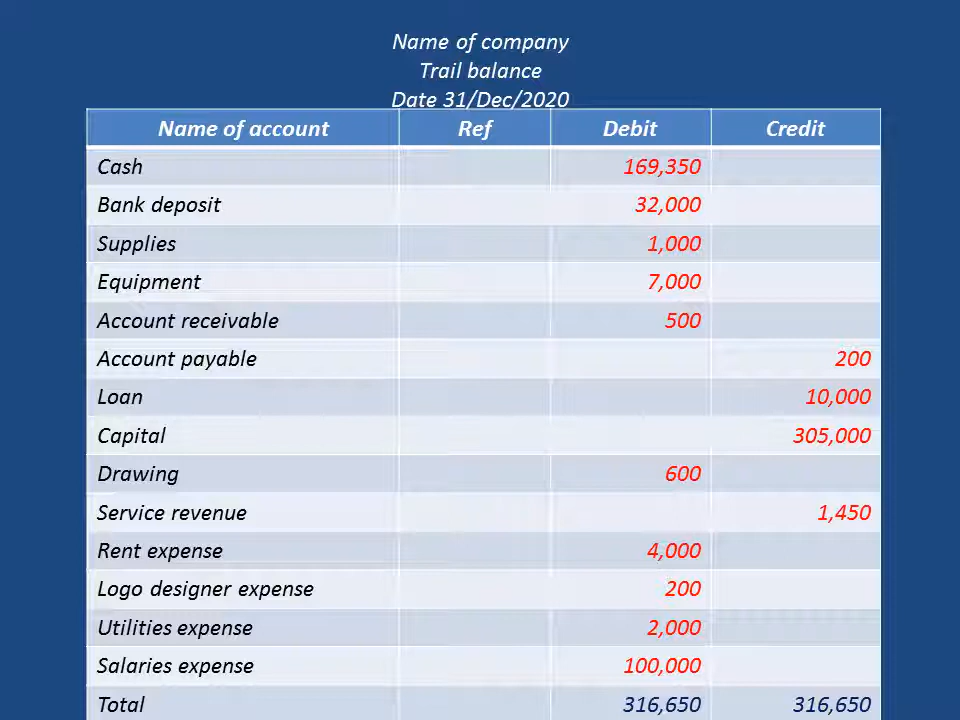 Name of company
Trail balance
Date 31/Dec/2020
Name of account Ref Debit Credit
Cash 169,350
Bank deposit 32,000
Supplies 1,000
Equipment 7,000
Account receivable 500
Account payable 200
Loan 10,000
Capital 305,000
Drawing 600
Service revenue 1,450
Rent expense 4,000
Logo designer expense 200
Utilities expense 2,000
Salaries expense 100,000
Total 316,650 316,650